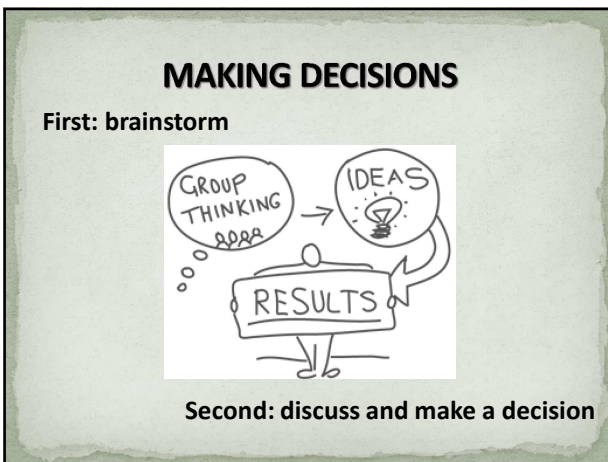 MAKING DECISIONS
First: brainstorm
GROUP
THINKING
IDEAS
RESULTS
Second: discuss and make a decision